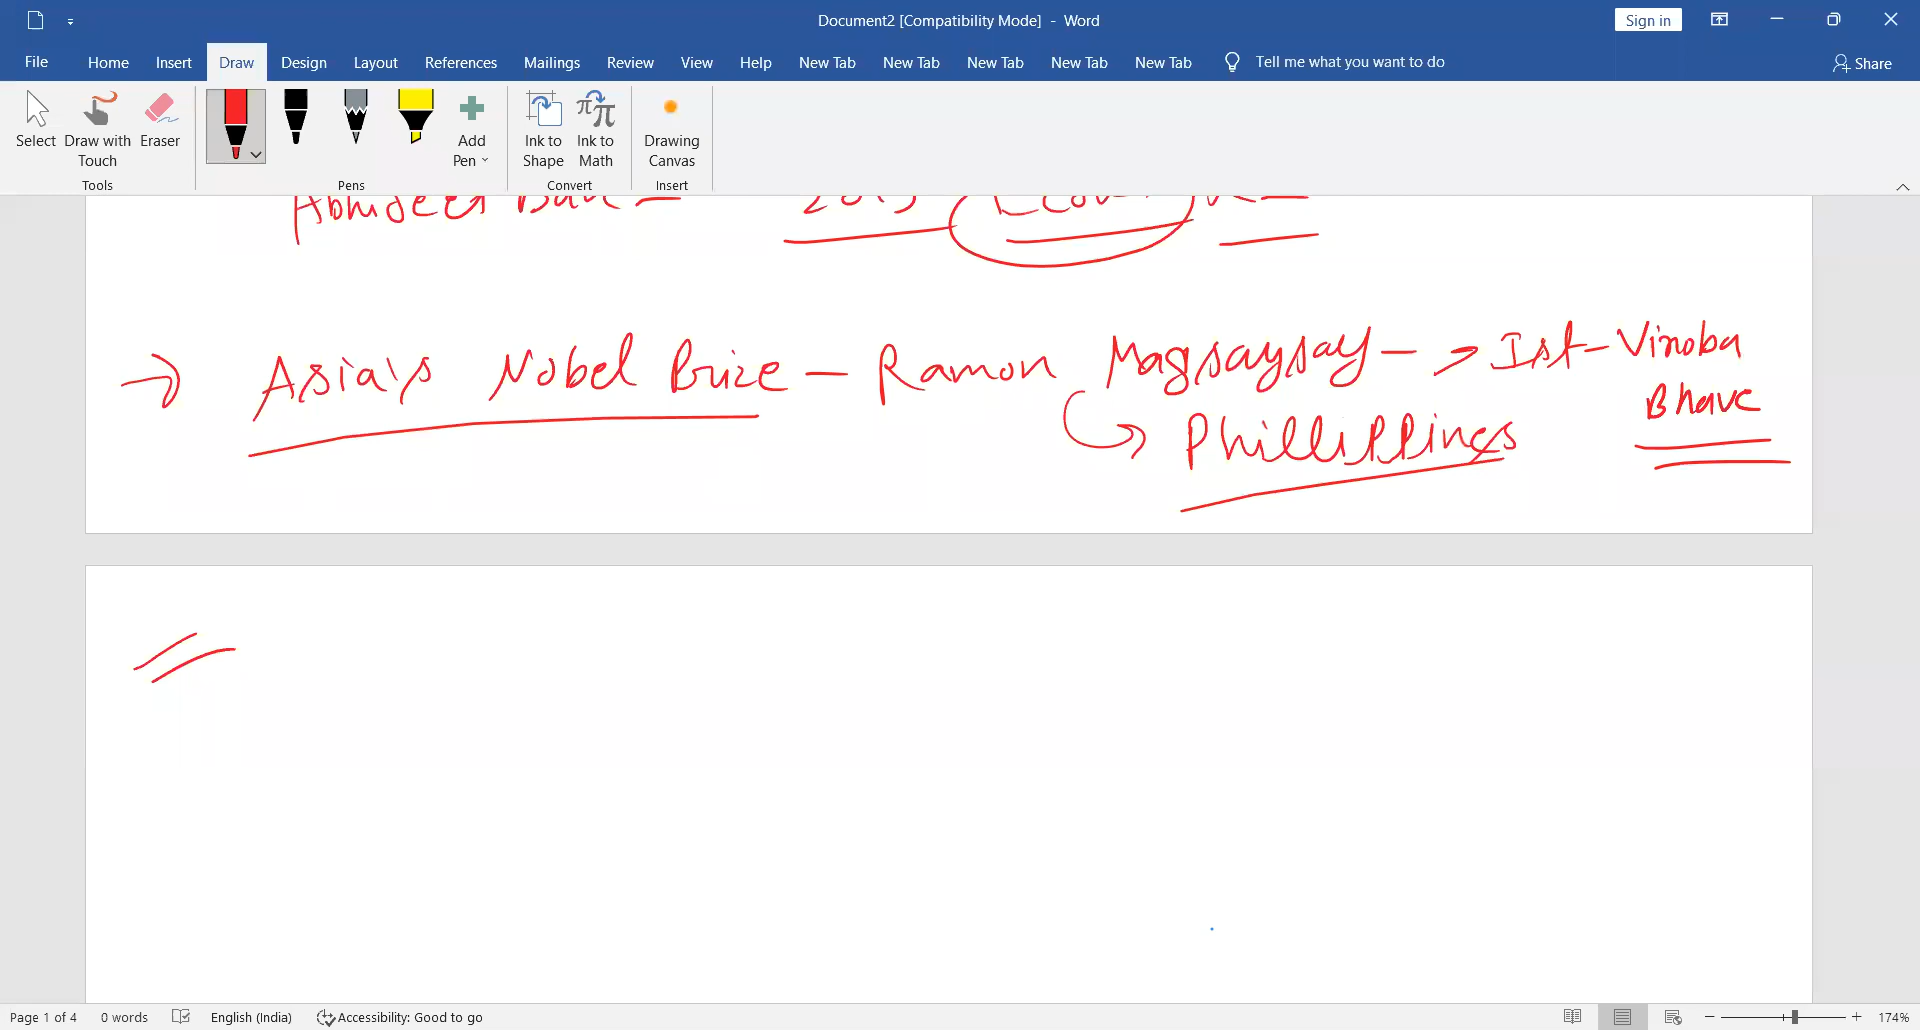 Document2 [Compatibility Mode] - Word
Sign in
File Home Insert Draw Design Layout References Mailings Review View Help New Tab New Tab New Tab New Tab New Tab Tell me what you want to do Share
Select Draw with Touch Eraser Add Pen Ink to Shape Ink to Math Drawing Canvas
Tools Pens Convert Insert
Abhijeet
Asia's Nobel Prize – Ramon Magsaysay – → Ist – Vinoba
Bhave
Phillippines
Page 1 of 4 0 words English (India) Accessibility: Good to go 174%